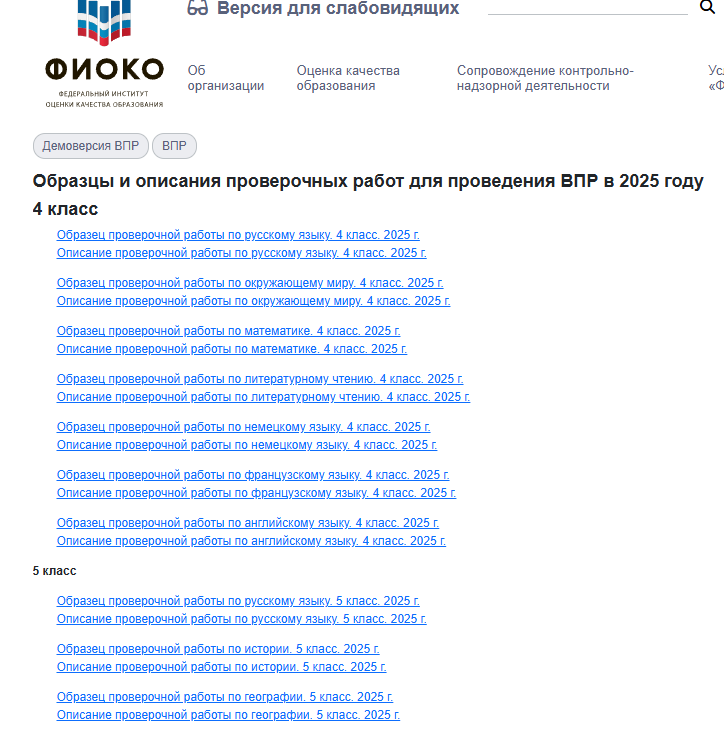 Версия для слабовидящих
ФИОКО
ФЕДЕРАЛЬНЫЙ ИНСТИТУТ
ОЦЕНКИ КАЧЕСТВА ОБРАЗОВАНИЯ
Об
организации
Оценка качества
образования
Сопровождение контрольно-
надзорной деятельности
Демоверсия ВПР
ВПР
Образцы и описания проверочных работ для проведения ВПР в 2025 году
4 класс
Образец проверочной работы по русскому языку. 4 класс. 2025 г.
Описание проверочной работы по русскому языку. 4 класс. 2025 г.
Образец проверочной работы по окружающему миру. 4 класс. 2025 г.
Описание проверочной работы по окружающему миру. 4 класс. 2025 г.
Образец проверочной работы по математике. 4 класс. 2025 г.
Описание проверочной работы по математике. 4 класс. 2025 г.
Образец проверочной работы по литературному чтению. 4 класс. 2025 г.
Описание проверочной работы по литературному чтению. 4 класс. 2025 г.
Образец проверочной работы по немецкому языку. 4 класс. 2025 г.
Описание проверочной работы по немецкому языку. 4 класс. 2025 г.
Образец проверочной работы по французскому языку. 4 класс. 2025 г.
Описание проверочной работы по французскому языку. 4 класс. 2025 г.
Образец проверочной работы по английскому языку. 4 класс. 2025 г.
Описание проверочной работы по английскому языку. 4 класс. 2025 г.
5 класс
Образец проверочной работы по русскому языку. 5 класс. 2025 г.
Описание проверочной работы по русскому языку. 5 класс. 2025 г.
Образец проверочной работы по истории. 5 класс. 2025 г.
Описание проверочной работы по истории. 5 класс. 2025 г.
Образец проверочной работы по географии. 5 класс. 2025 г.
Описание проверочной работы по географии. 5 класс. 2025 г.